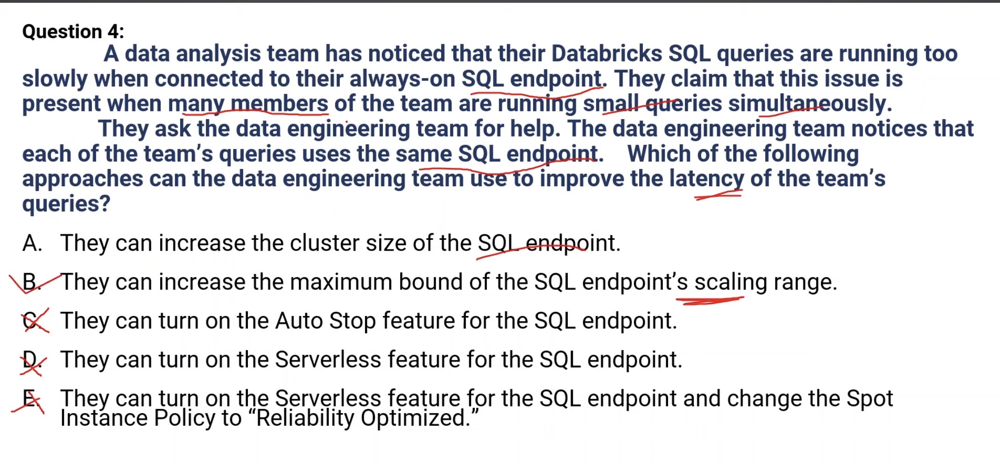 Question 4:
A data analysis team has noticed that their Databricks SQL queries are running too
slowly when connected to their always-on SQL endpoint. They claim that this issue is
present when many members of the team are running small queries simultaneously.
They ask the data engineering team for help. The data engineering team notices that
each of the team’s queries uses the same SQL endpoint. Which of the following
approaches can the data engineering team use to improve the latency of the team’s
queries?
A. They can increase the cluster size of the SQL endpoint.
B. They can increase the maximum bound of the SQL endpoint’s scaling range.
C. They can turn on the Auto Stop feature for the SQL endpoint.
D. They can turn on the Serverless feature for the SQL endpoint.
E. They can turn on the Serverless feature for the SQL endpoint and change the Spot
Instance Policy to “Reliability Optimized.”